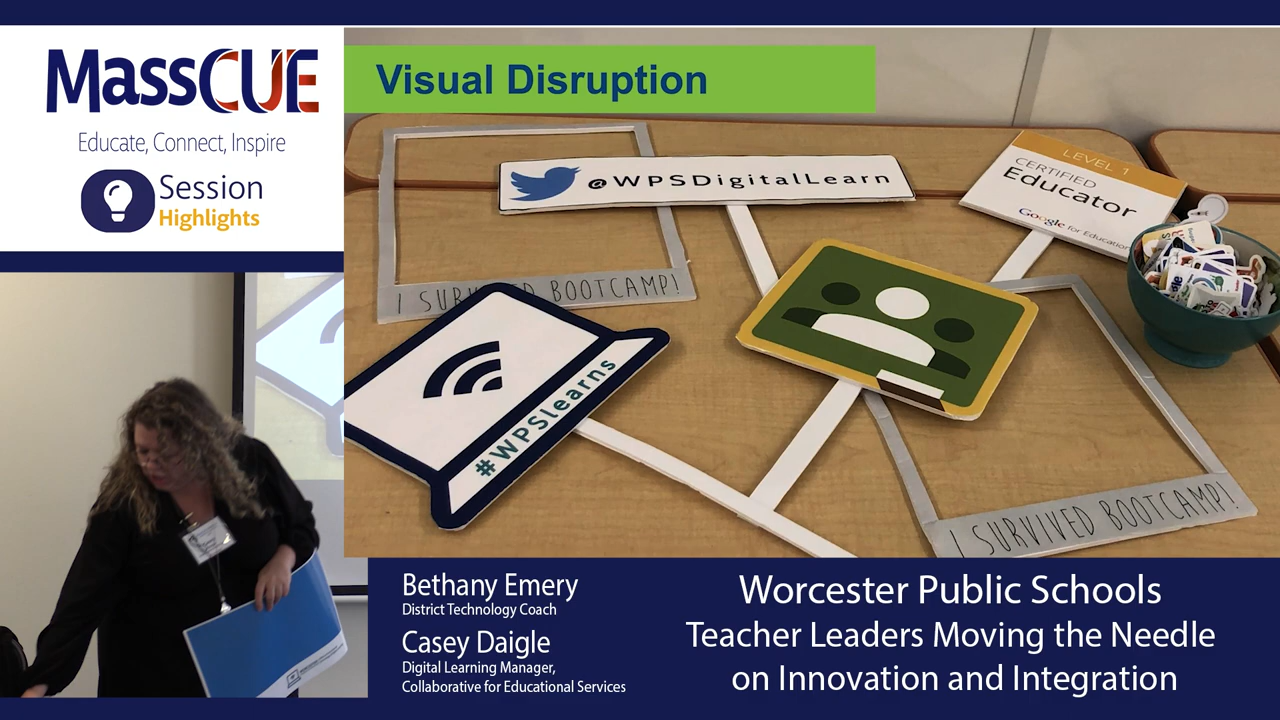 MassCUE
Educate, Connect, Inspire
Session
Highlights
Visual Disruption
@WPSDigitalLearn
LEVEL 1
CERTIFIED
Educator
Google for Education
I SURVIVED BOOTCAMP!
#WPSlearns
I SURVIVED BOOTCAMP!
Bethany Emery
District Technology Coach
Casey Daigle
Digital Learning Manager,
Collaborative for Educational Services
Worcester Public Schools
Teacher Leaders Moving the Needle
on Innovation and Integration